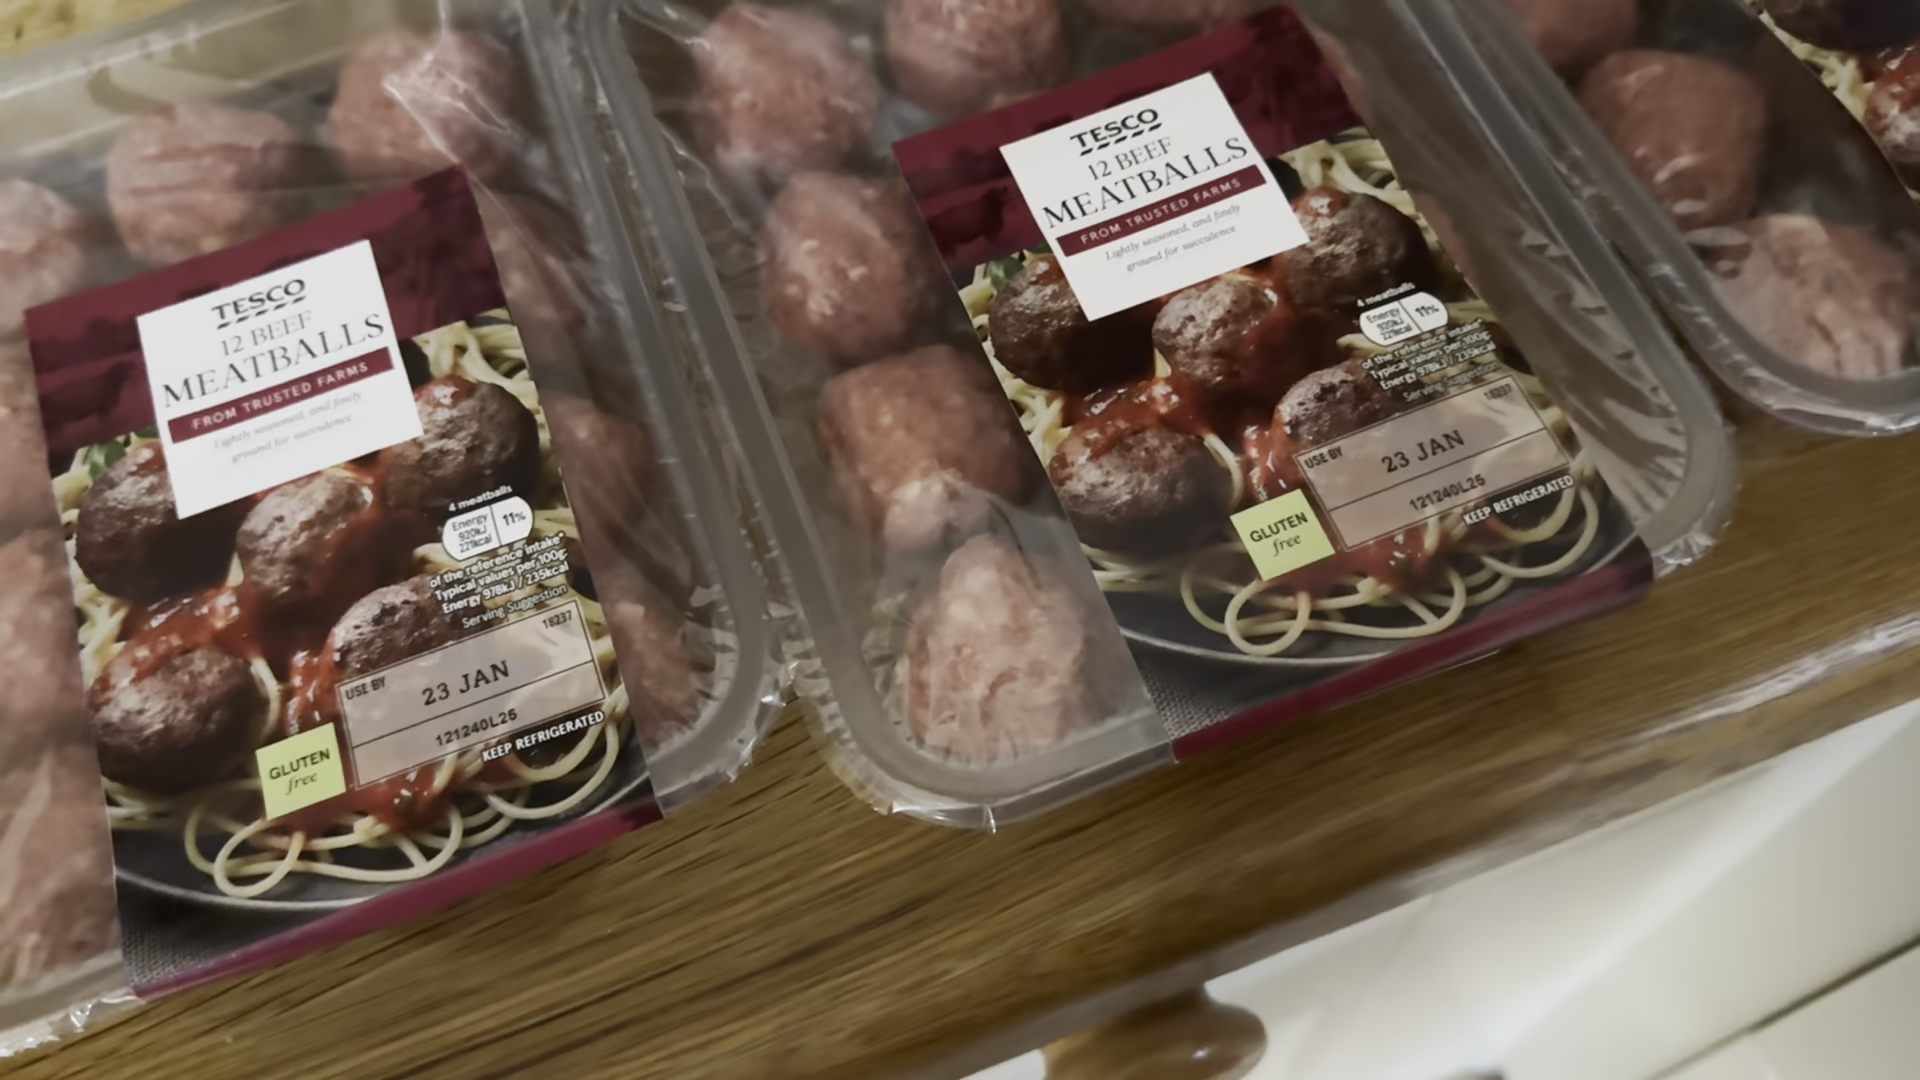 TESCO
12 BEEF
MEATBALLS
FROM TRUSTED FARMS
Lightly seasoned, and finely
ground for succulence
4 meatballs
Energy
920kJ
221kcal
11%
of the reference intake*
Typical values per 100g:
Energy 978kJ / 235kcal
Serving Suggestion
18237
USE BY
23 JAN
121240L25
KEEP REFRIGERATED
GLUTEN
free
TESCO
12 BEEF
MEATBALLS
FROM TRUSTED FARMS
Lightly seasoned, and finely
ground for succulence
4 meatballs
Energy
920kJ
221kcal
11%
of the reference intake*
Typical values per 100g:
Energy 978kJ / 235kcal
Serving Suggestion
18237
USE BY
23 JAN
121240L25
KEEP REFRIGERATED
GLUTEN
free